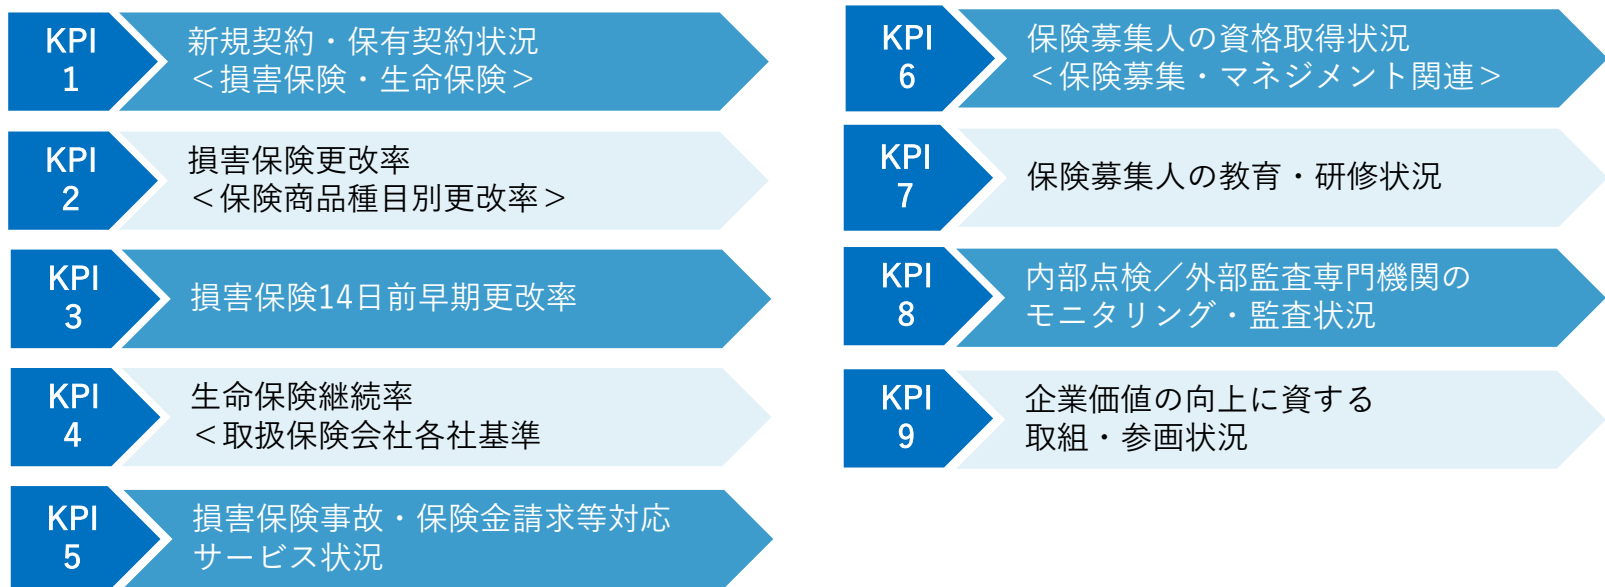 KPI
1
新規契約・保有契約状況
＜損害保険・生命保険＞
KPI
2
損害保険更改率
＜保険商品種目別更改率＞
KPI
3
損害保険14日前早期更改率
KPI
4
生命保険継続率
＜取扱保険会社各社基準
KPI
5
損害保険事故・保険金請求等対応
サービス状況
KPI
6
保険募集人の資格取得状況
＜保険募集・マネジメント関連＞
KPI
7
保険募集人の教育・研修状況
KPI
8
内部点検／外部監査専門機関の
モニタリング・監査状況
KPI
9
企業価値の向上に資する
取組・参画状況